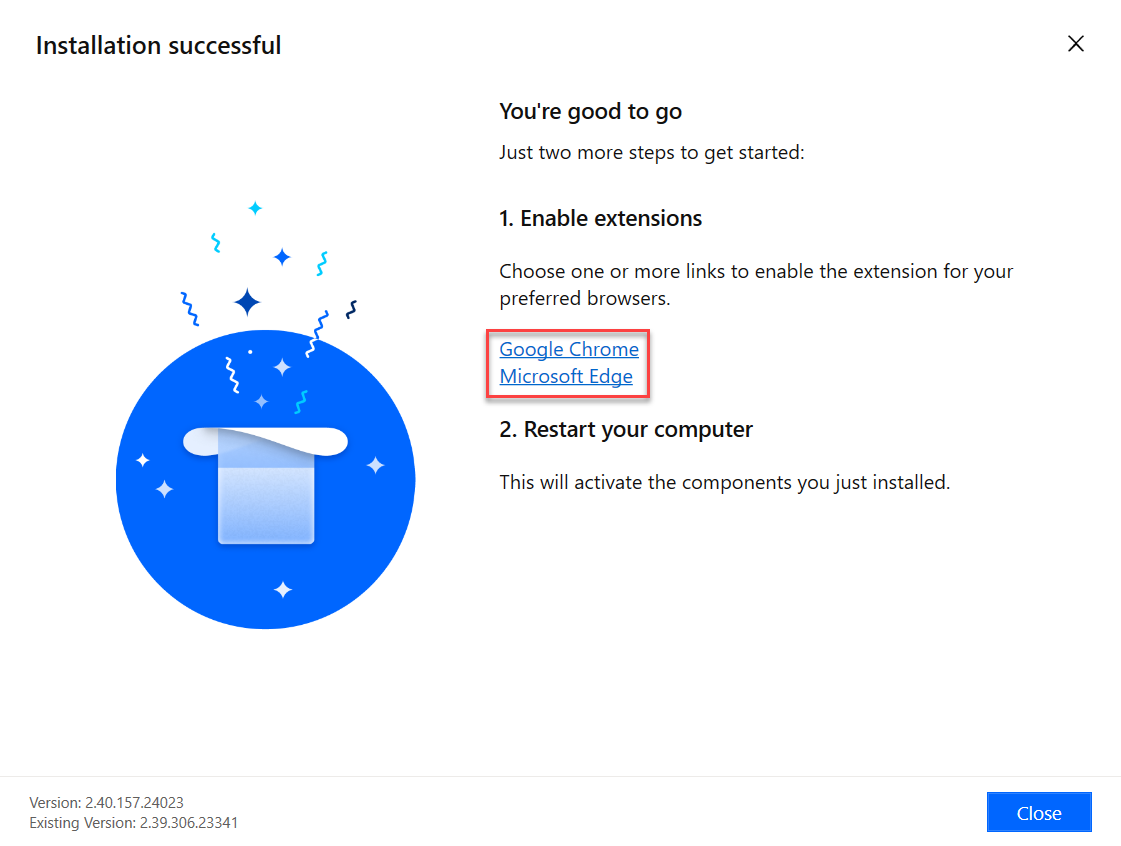 Installation successful
You're good to go
Just two more steps to get started:
1. Enable extensions
Choose one or more links to enable the extension for your
preferred browsers.
Google Chrome
Microsoft Edge
2. Restart your computer
This will activate the components you just installed.
Version: 2.40.157.24023
Existing Version: 2.39.306.23341
Close